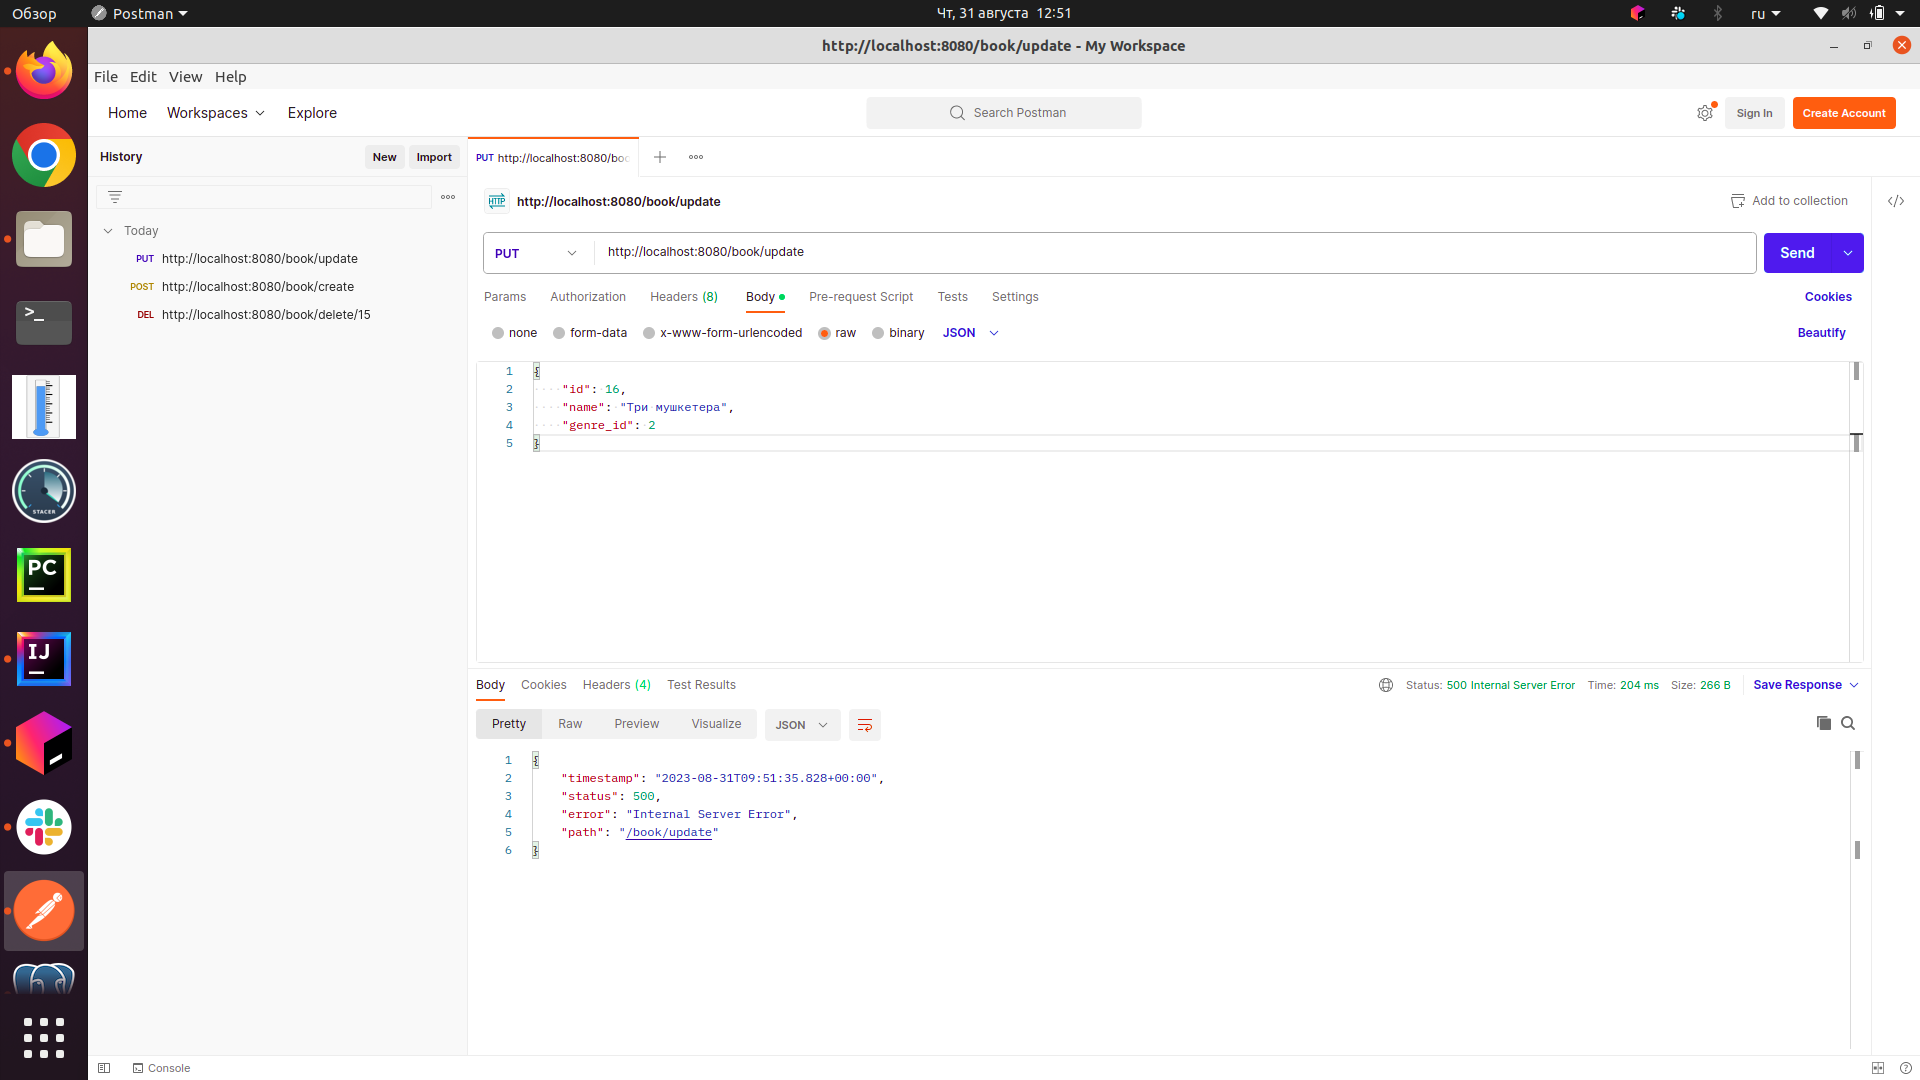 Обзор
Postman
Чт, 31 августа 12:51
ru
http://localhost:8080/book/update - My Workspace
File Edit View Help
Home Workspaces Explore
Search Postman
Sign In
Create Account
History
New
Import
PUT http://localhost:8080/boo
http://localhost:8080/book/update
Add to collection
Today
PUT http://localhost:8080/book/update
POST http://localhost:8080/book/create
DEL http://localhost:8080/book/delete/15
PUT
http://localhost:8080/book/update
Send
Params Authorization Headers (8) Body Pre-request Script Tests Settings
Cookies
none form-data x-www-form-urlencoded raw binary JSON
Beautify
1 {
2 "id": 16,
3 "name": "Три мушкетера",
4 "genre_id": 2
5 }
Body Cookies Headers (4) Test Results
Status: 500 Internal Server Error Time: 204 ms Size: 266 B
Save Response
Pretty Raw Preview Visualize JSON
1 {
2 "timestamp": "2023-08-31T09:51:35.828+00:00",
3 "status": 500,
4 "error": "Internal Server Error",
5 "path": "/book/update"
6 }
STACER
PC
IJ
Console